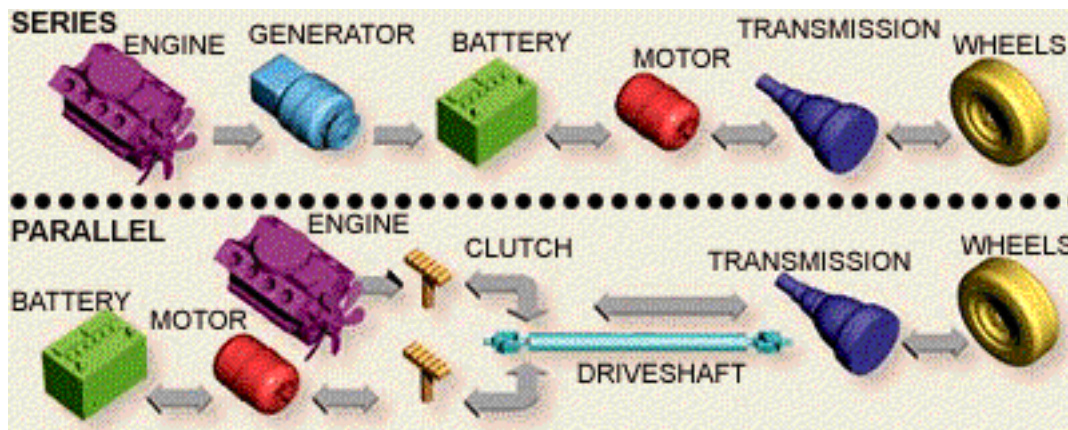 SERIES
ENGINE
GENERATOR
BATTERY
MOTOR
TRANSMISSION
WHEELS
PARALLEL
ENGINE
CLUTCH
TRANSMISSION
WHEELS
BATTERY
MOTOR
DRIVESHAFT